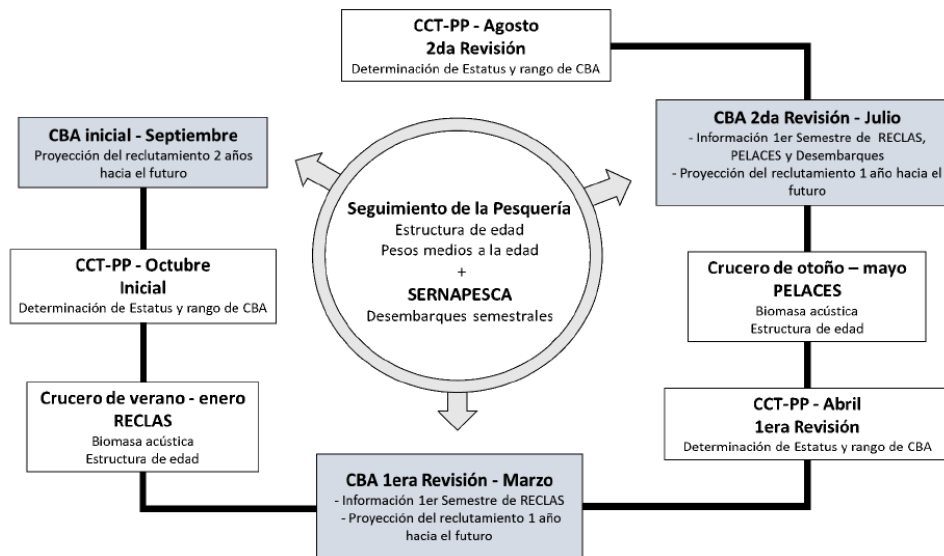 CCT-PP - Agosto
2da Revisión
Determinación de Estatus y rango de CBA
CBA inicial - Septiembre
Proyección del reclutamiento 2 años
hacia el futuro
CBA 2da Revisión - Julio
- Información 1er Semestre de RECLAS,
PELACES y Desembarques
- Proyección del reclutamiento 1 año hacia el
futuro
Seguimiento de la Pesquería
Estructura de edad
Pesos medios a la edad
+
SERNAPESCA
Desembarques semestrales
CCT-PP - Octubre
Inicial
Determinación de Estatus y rango de CBA
Crucero de otoño – mayo
PELACES
Biomasa acústica
Estructura de edad
Crucero de verano - enero
RECLAS
Biomasa acústica
Estructura de edad
CCT-PP - Abril
1era Revisión
Determinación de Estatus y rango de CBA
CBA 1era Revisión - Marzo
- Información 1er Semestre de RECLAS
- Proyección del reclutamiento 1 año
hacia el futuro